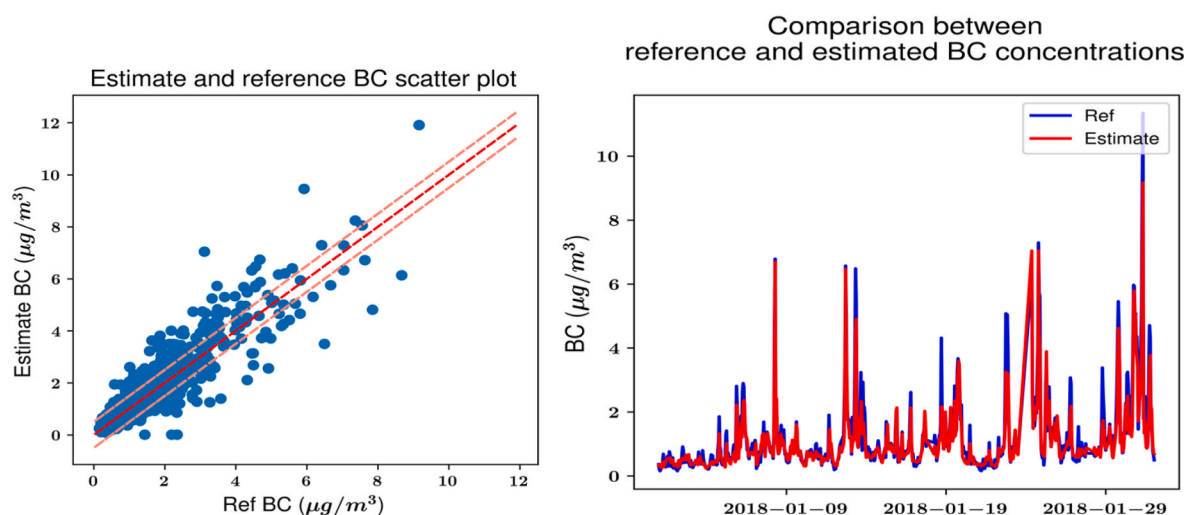 Estimate and reference BC scatter plot
Estimate BC (μg/m³)
12
10
8
6
4
2
0
0 2 4 6 8 10 12
Ref BC (μg/m³)
Comparison between
reference and estimated BC concentrations
Ref
Estimate
BC (μg/m³)
10
8
6
4
2
0
2018−01−09 2018−01−19 2018−01−29